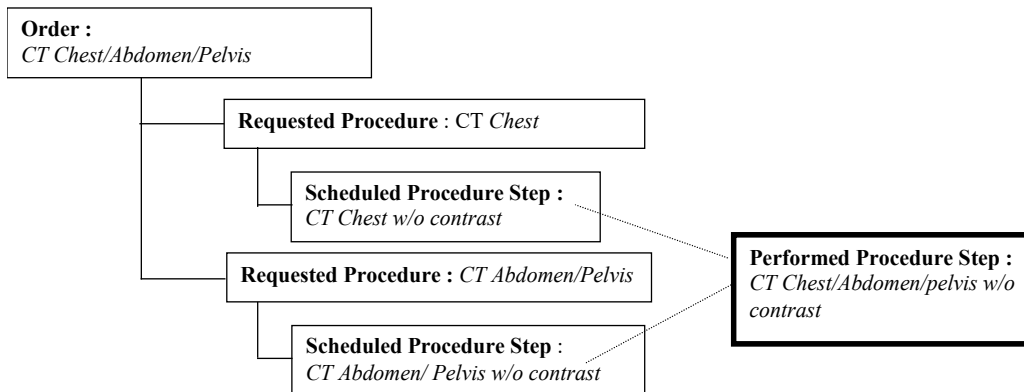 Order :
CT Chest/Abdomen/Pelvis
Requested Procedure : CT Chest
Scheduled Procedure Step :
CT Chest w/o contrast
Requested Procedure : CT Abdomen/Pelvis
Scheduled Procedure Step :
CT Abdomen/ Pelvis w/o contrast
Performed Procedure Step :
CT Chest/Abdomen/pelvis w/o
contrast